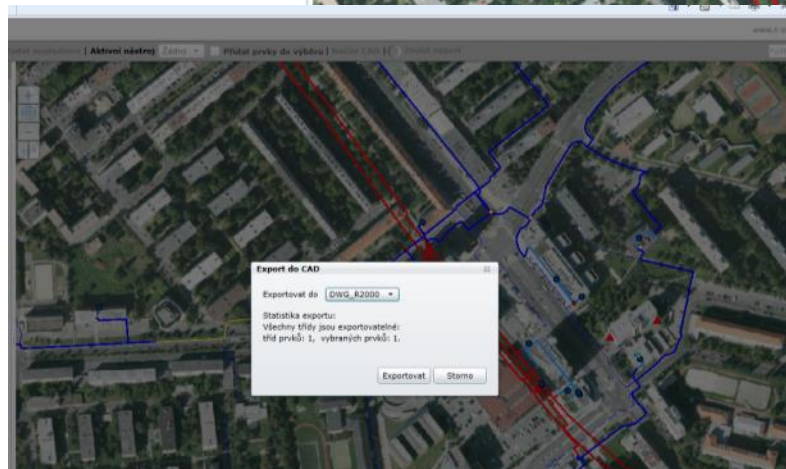 Aktivní nástroj Žádný Přidat prvky do výběru
Export do CAD
Exportovat do DWG_R2000
Statistika exportu:
Všechny třídy jsou exportovatelné:
tříd prvků: 1, vybraných prvků: 1.
Exportovat Storno